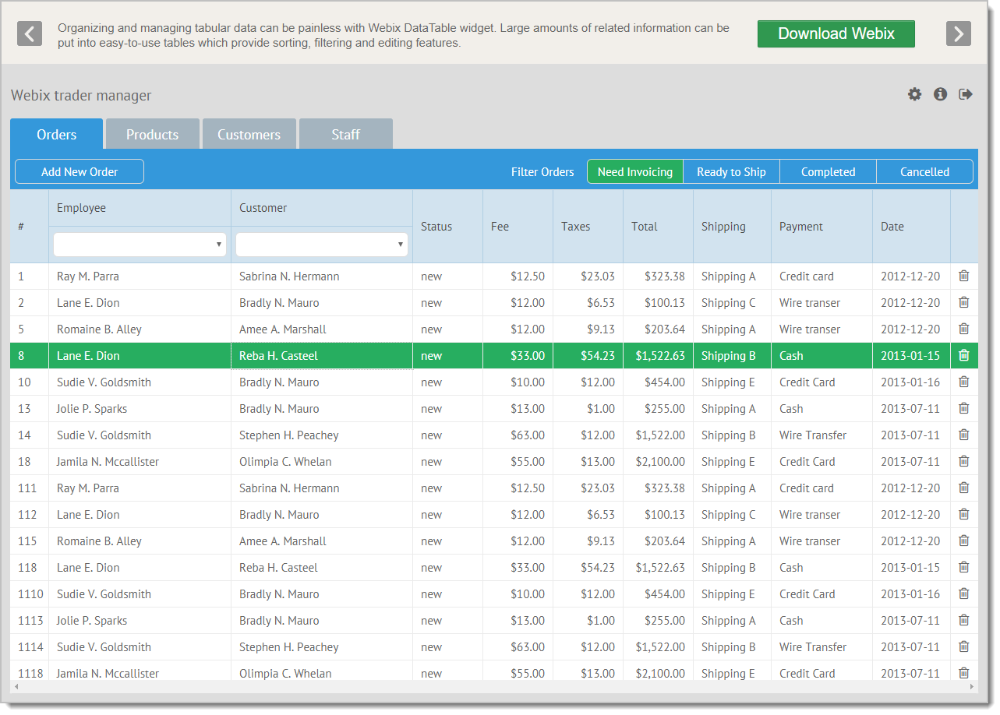 Organizing and managing tabular data can be painless with Webix DataTable widget. Large amounts of related information can be
put into easy-to-use tables which provide sorting, filtering and editing features.
Download Webix
Webix trader manager
Orders Products Customers Staff
Add New Order Filter Orders Need Invoicing Ready to Ship Completed Cancelled
# Employee Customer Status Fee Taxes Total Shipping Payment Date
1 Ray M. Parra Sabrina N. Hermann new $12.50 $23.03 $323.38 Shipping A Credit card 2012-12-20
2 Lane E. Dion Bradly N. Mauro new $12.00 $6.53 $100.13 Shipping C Wire transer 2012-12-20
5 Romaine B. Alley Amee A. Marshall new $12.00 $9.13 $203.64 Shipping A Wire transer 2012-12-20
8 Lane E. Dion Reba H. Casteel new $33.00 $54.23 $1,522.63 Shipping B Cash 2013-01-15
10 Sudie V. Goldsmith Bradly N. Mauro new $10.00 $12.00 $454.00 Shipping E Credit Card 2013-01-16
13 Jolie P. Sparks Bradly N. Mauro new $13.00 $1.00 $255.00 Shipping A Cash 2013-07-11
14 Sudie V. Goldsmith Stephen H. Peachey new $63.00 $12.00 $1,522.00 Shipping B Wire Transfer 2013-07-11
18 Jamila N. Mccallister Olimpia C. Whelan new $55.00 $13.00 $2,100.00 Shipping E Credit Card 2013-07-11
111 Ray M. Parra Sabrina N. Hermann new $12.50 $23.03 $323.38 Shipping A Credit card 2012-12-20
112 Lane E. Dion Bradly N. Mauro new $12.00 $6.53 $100.13 Shipping C Wire transer 2012-12-20
115 Romaine B. Alley Amee A. Marshall new $12.00 $9.13 $203.64 Shipping A Wire transer 2012-12-20
118 Lane E. Dion Reba H. Casteel new $33.00 $54.23 $1,522.63 Shipping B Cash 2013-01-15
1110 Sudie V. Goldsmith Bradly N. Mauro new $10.00 $12.00 $454.00 Shipping E Credit Card 2013-01-16
1113 Jolie P. Sparks Bradly N. Mauro new $13.00 $1.00 $255.00 Shipping A Cash 2013-07-11
1114 Sudie V. Goldsmith Stephen H. Peachey new $63.00 $12.00 $1,522.00 Shipping B Wire Transfer 2013-07-11
1118 Jamila N. Mccallister Olimpia C. Whelan new $55.00 $13.00 $2,100.00 Shipping E Credit Card 2013-07-11